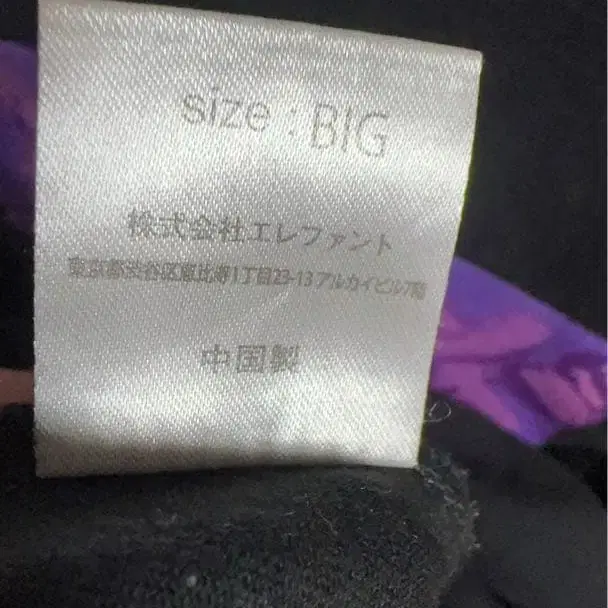 size : BIG
株式会社エレファント
東京都渋谷区恵比寿1丁目23-13 アルカイビル7階
中国製